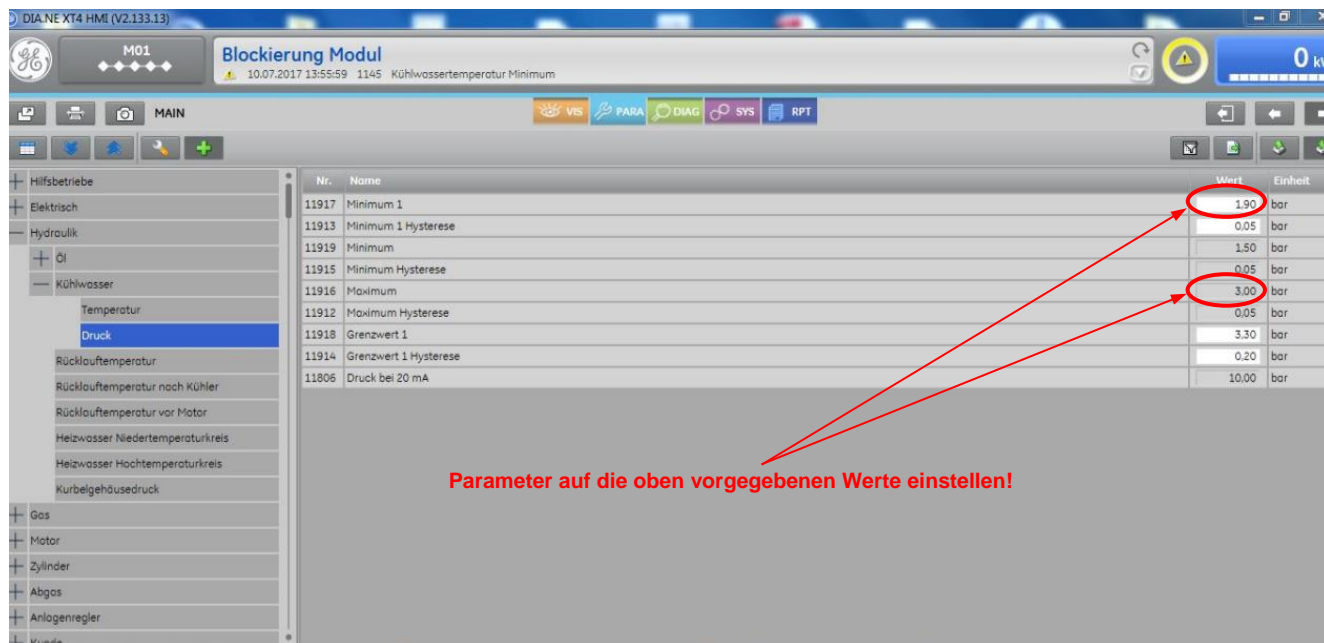 DIA.NE XT4 HMI (V2.133.13)
M01
Blockierung Modul
10.07.2017 13:55:59 1145 Kühlwassertemperatur Minimum
0
MAIN
VIS PARA DIAG SYS RPT
Nr. Name Wert Einheit
11917 Minimum 1 1,90 bar
11913 Minimum 1 Hysterese 0,05 bar
11919 Minimum 1,50 bar
11915 Minimum Hysterese 0,05 bar
11916 Maximum 3,00 bar
11912 Maximum Hysterese 0,05 bar
11918 Grenzwert 1 3,30 bar
11914 Grenzwert 1 Hysterese 0,20 bar
11806 Druck bei 20 mA 10,00 bar
Hilfsbetriebe
Elektrisch
Hydraulik
Öl
Kühlwasser
Temperatur
Druck
Rücklauftemperatur
Rücklauftemperatur nach Kühler
Rücklauftemperatur vor Motor
Heizwasser Niedertemperaturkreis
Heizwasser Hochtemperaturkreis
Kurbelgehäusedruck
Gas
Motor
Zylinder
Abgas
Anlagenregler
Parameter auf die oben vorgegebenen Werte einstellen!